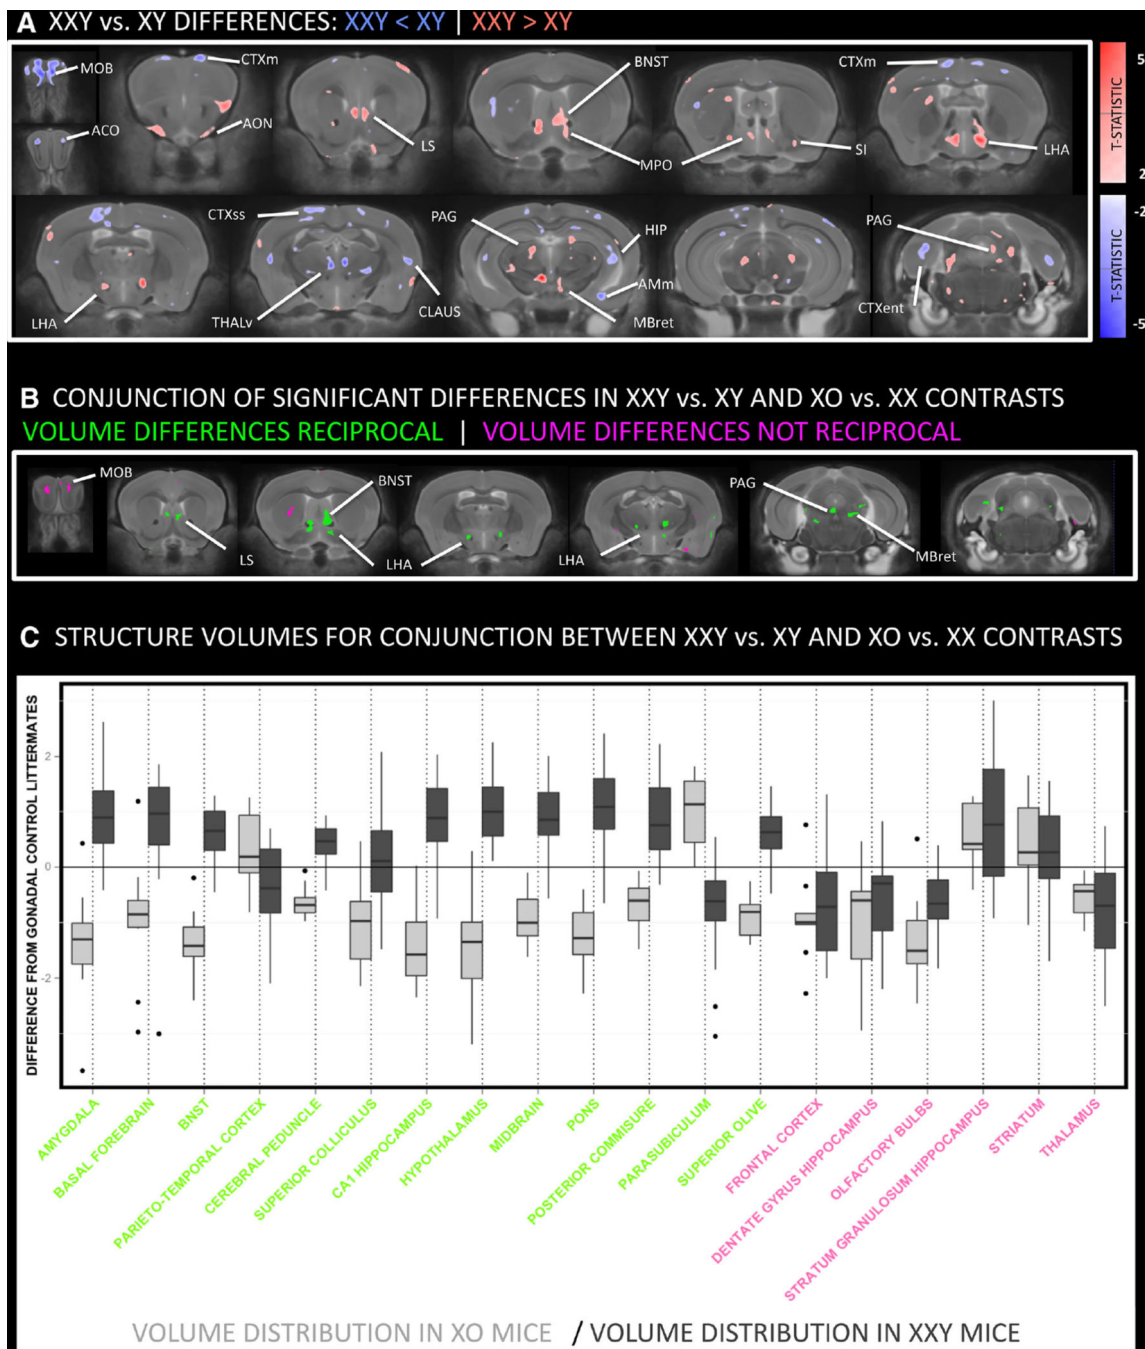 A XXY vs. XY DIFFERENCES: XXY < XY | XXY > XY
MOB
CTXm
BNST
CTXm
ACO
AON
LS
MPO
SI
LHA
5
T-STATISTIC
2
-2
T-STATISTIC
-5
CTXss
PAG
HIP
PAG
AMm
LHA
THALv
CLAUS
MBret
CTXent
B CONJUNCTION OF SIGNIFICANT DIFFERENCES IN XXY vs. XY AND XO vs. XX CONTRASTS
VOLUME DIFFERENCES RECIPROCAL | VOLUME DIFFERENCES NOT RECIPROCAL
MOB
BNST
PAG
LS
LHA
LHA
MBret
C STRUCTURE VOLUMES FOR CONJUNCTION BETWEEN XXY vs. XY AND XO vs. XX CONTRASTS
DIFFERENCE FROM GONADAL CONTROL LITTERMATES
2
0
-2
AMYGDALA
BASAL FOREBRAIN
BNST
PARIETO-TEMPORAL CORTEX
CEREBRAL PEDUNCLE
SUPERIOR COLLICULUS
CA1 HIPPOCAMPUS
HYPOTHALAMUS
MIDBRAIN
PONS
POSTERIOR COMMISURE
PARASUBICULUM
SUPERIOR OLIVE
FRONTAL CORTEX
DENTATE GYRUS HIPPOCAMPUS
OLFACTORY BULBS
STRATUM GRANULOSUM HIPPOCAMPUS
STRIATUM
THALAMUS
VOLUME DISTRIBUTION IN XO MICE / VOLUME DISTRIBUTION IN XXY MICE